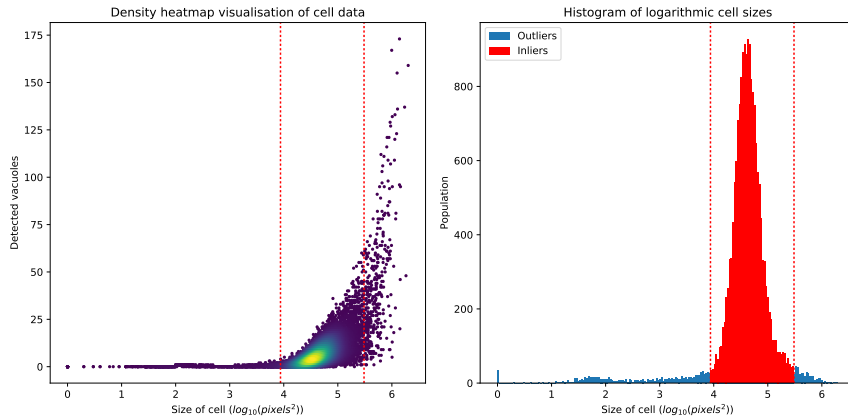 Density heatmap visualisation of cell data
Detected vacuoles
175
150
125
100
75
50
25
0
0 1 2 3 4 5 6
Size of cell (log10(pixels²))
Histogram of logarithmic cell sizes
Outliers
Inliers
Population
800
600
400
200
0
0 1 2 3 4 5 6
Size of cell (log10(pixels²))